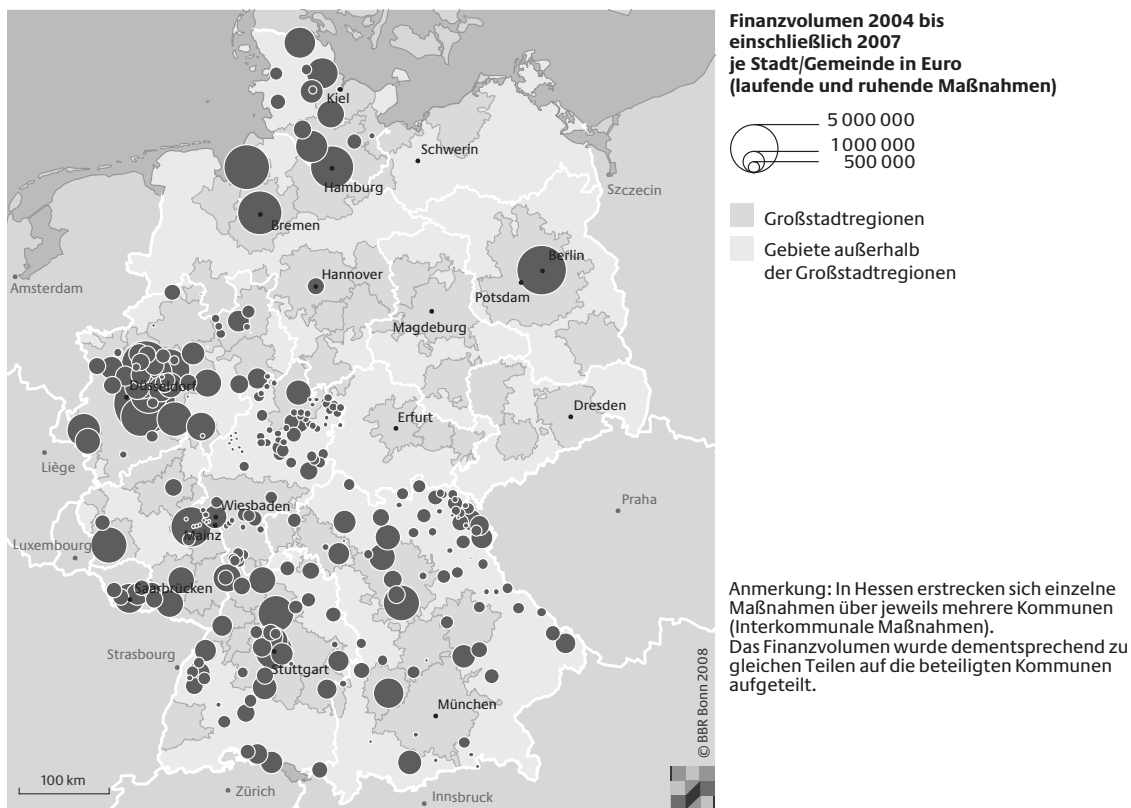 Finanzvolumen 2004 bis
einschließlich 2007
je Stadt/Gemeinde in Euro
(laufende und ruhende Maßnahmen)
5 000 000
1 000 000
500 000
Großstadtregionen
Gebiete außerhalb
der Großstadtregionen
Kiel
Schwerin
Hamburg
Szczecin
Bremen
Berlin
Hannover
Amsterdam
Potsdam
Magdeburg
Düsseldorf
Dresden
Erfurt
Liège
Praha
Wiesbaden
Mainz
Luxembourg
Saarbrücken
Strasbourg
Stuttgart
München
Zürich
Innsbruck
100 km
© BBR Bonn 2008
Anmerkung: In Hessen erstrecken sich einzelne
Maßnahmen über jeweils mehrere Kommunen
(Interkommunale Maßnahmen).
Das Finanzvolumen wurde dementsprechend zu
gleichen Teilen auf die beteiligten Kommunen
aufgeteilt.